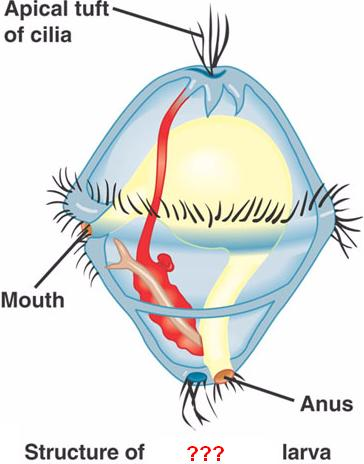 Apical tuft
of cilia
Mouth
Anus
Structure of ??? larva